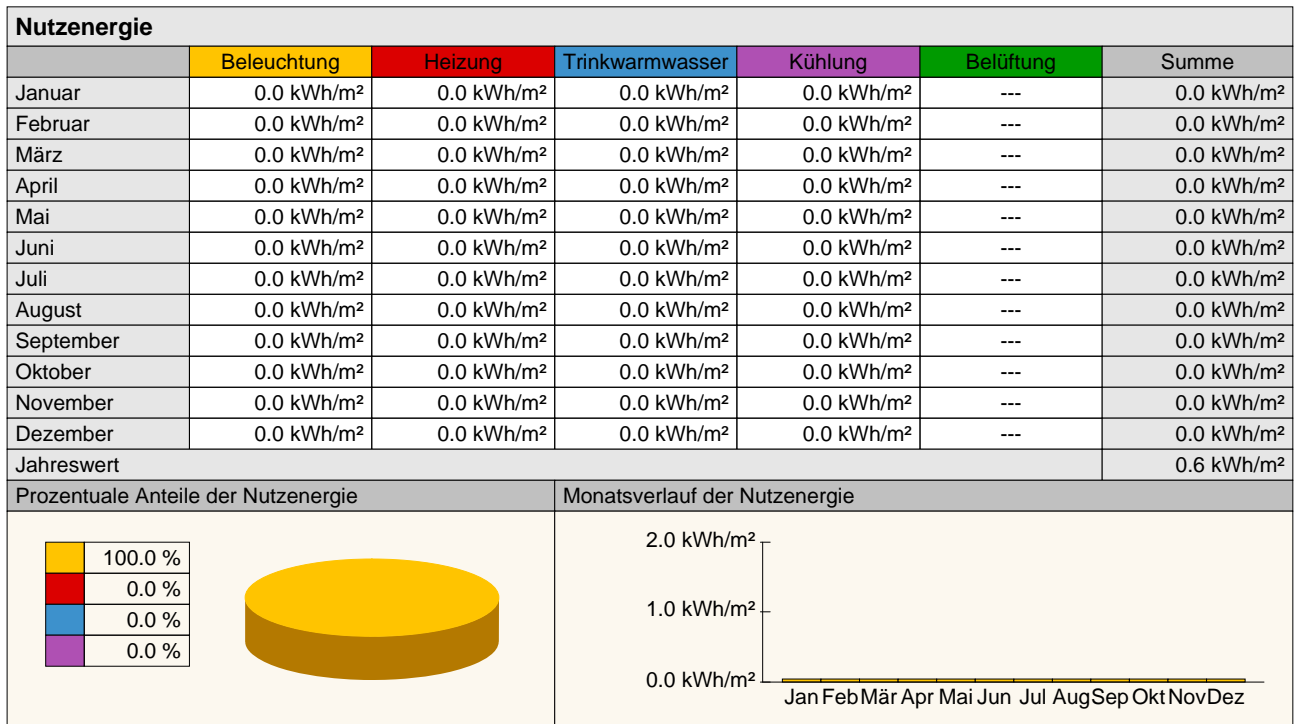 Nutzenergie
Beleuchtung Heizung Trinkwarmwasser Kühlung Belüftung Summe
Januar 0.0 kWh/m² 0.0 kWh/m² 0.0 kWh/m² 0.0 kWh/m² --- 0.0 kWh/m²
Februar 0.0 kWh/m² 0.0 kWh/m² 0.0 kWh/m² 0.0 kWh/m² --- 0.0 kWh/m²
März 0.0 kWh/m² 0.0 kWh/m² 0.0 kWh/m² 0.0 kWh/m² --- 0.0 kWh/m²
April 0.0 kWh/m² 0.0 kWh/m² 0.0 kWh/m² 0.0 kWh/m² --- 0.0 kWh/m²
Mai 0.0 kWh/m² 0.0 kWh/m² 0.0 kWh/m² 0.0 kWh/m² --- 0.0 kWh/m²
Juni 0.0 kWh/m² 0.0 kWh/m² 0.0 kWh/m² 0.0 kWh/m² --- 0.0 kWh/m²
Juli 0.0 kWh/m² 0.0 kWh/m² 0.0 kWh/m² 0.0 kWh/m² --- 0.0 kWh/m²
August 0.0 kWh/m² 0.0 kWh/m² 0.0 kWh/m² 0.0 kWh/m² --- 0.0 kWh/m²
September 0.0 kWh/m² 0.0 kWh/m² 0.0 kWh/m² 0.0 kWh/m² --- 0.0 kWh/m²
Oktober 0.0 kWh/m² 0.0 kWh/m² 0.0 kWh/m² 0.0 kWh/m² --- 0.0 kWh/m²
November 0.0 kWh/m² 0.0 kWh/m² 0.0 kWh/m² 0.0 kWh/m² --- 0.0 kWh/m²
Dezember 0.0 kWh/m² 0.0 kWh/m² 0.0 kWh/m² 0.0 kWh/m² --- 0.0 kWh/m²
Jahreswert 0.6 kWh/m²
Prozentuale Anteile der Nutzenergie
100.0 %
0.0 %
0.0 %
0.0 %
Monatsverlauf der Nutzenergie
2.0 kWh/m²
1.0 kWh/m²
0.0 kWh/m²
Jan Feb Mär Apr Mai Jun Jul Aug Sep Okt Nov Dez